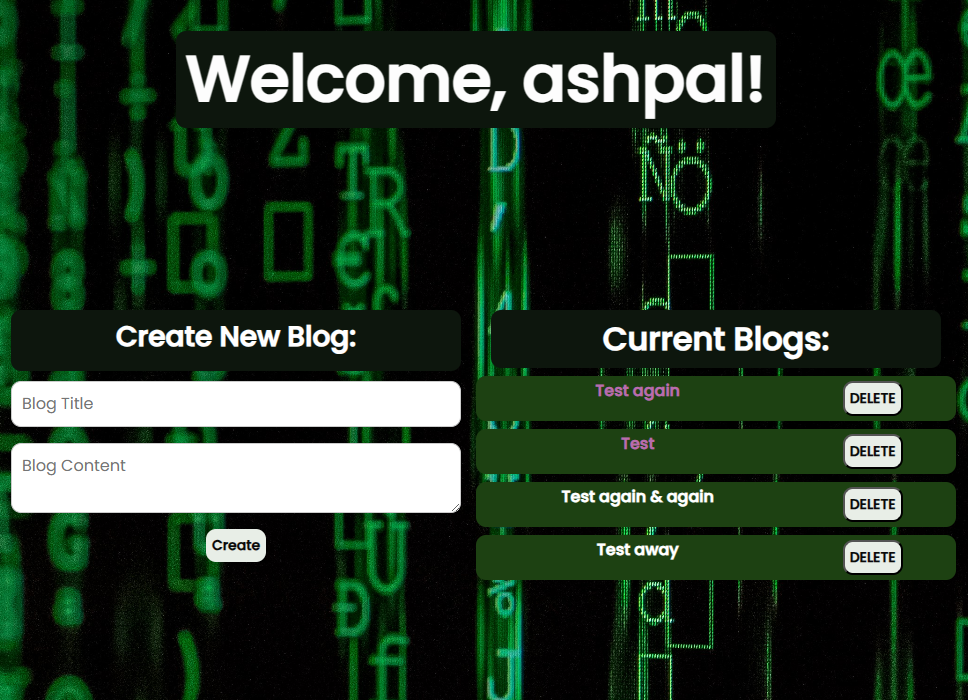 Welcome, ashpal!
Create New Blog:
Blog Title
Blog Content
Create
Current Blogs:
Test again DELETE
Test DELETE
Test again & again DELETE
Test away DELETE